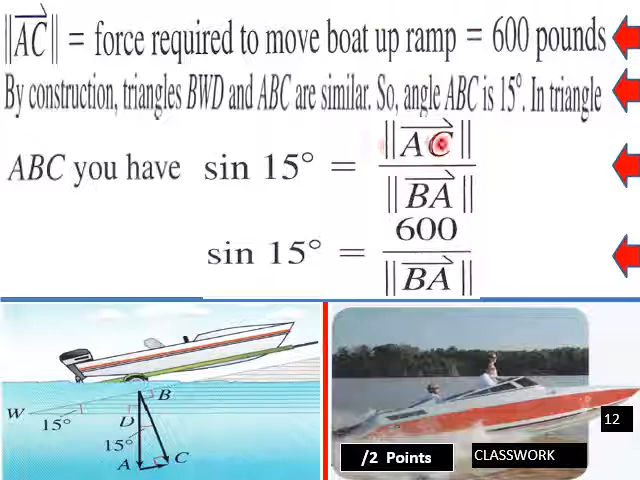 ||AC|| = force required to move boat up ramp = 600 pounds
By construction, triangles BWD and ABC are similar. So, angle ABC is 15°. In triangle
ABC you have sin 15° = ||AC|| / ||BA||
sin 15° = 600 / ||BA||
W
15°
D
B
15°
A
C
12
/2 Points
CLASSWORK